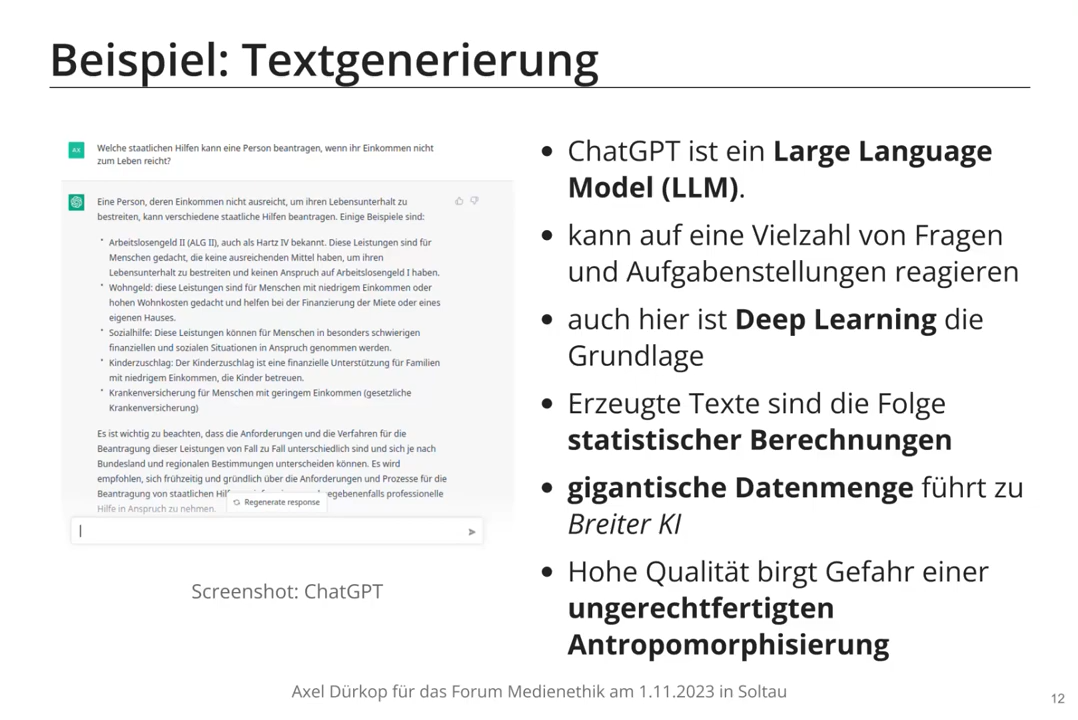 Beispiel: Textgenerierung
AX
Welche staatlichen Hilfen kann eine Person beantragen, wenn ihr Einkommen nicht
zum Leben reicht?
Eine Person, deren Einkommen nicht ausreicht, um ihren Lebensunterhalt zu
bestreiten, kann verschiedene staatliche Hilfen beantragen. Einige Beispiele sind:
• Arbeitslosengeld II (ALG II), auch als Hartz IV bekannt. Diese Leistungen sind für
Menschen gedacht, die keine ausreichenden Mittel haben, um ihren
Lebensunterhalt zu bestreiten und keinen Anspruch auf Arbeitslosengeld I haben.
• Wohngeld: diese Leistungen sind für Menschen mit niedrigem Einkommen oder
hohen Wohnkosten gedacht und helfen bei der Finanzierung der Miete oder eines
eigenen Hauses.
• Sozialhilfe: Diese Leistungen können für Menschen in besonders schwierigen
finanziellen und sozialen Situationen in Anspruch genommen werden.
• Kinderzuschlag: Der Kinderzuschlag ist eine finanzielle Unterstützung für Familien
mit niedrigem Einkommen, die Kinder betreuen.
• Krankenversicherung für Menschen mit geringem Einkommen (gesetzliche
Krankenversicherung)
Es ist wichtig zu beachten, dass die Anforderungen und die Verfahren für die
Beantragung dieser Leistungen von Fall zu Fall unterschiedlich sind und sich je nach
Bundesland und regionalen Bestimmungen unterscheiden können. Es wird
empfohlen, sich frühzeitig und gründlich über die Anforderungen und Prozesse für die
Beantragung von staatlichen professionelle
Hilfe in Anspruch zu nehmen.
Regenerate response
Screenshot: ChatGPT
• ChatGPT ist ein Large Language
Model (LLM).
• kann auf eine Vielzahl von Fragen
und Aufgabenstellungen reagieren
• auch hier ist Deep Learning die
Grundlage
• Erzeugte Texte sind die Folge
statistischer Berechnungen
• gigantische Datenmenge führt zu
Breiter KI
• Hohe Qualität birgt Gefahr einer
ungerechtfertigten
Antropomorphisierung
Axel Dürkop für das Forum Medienethik am 1.11.2023 in Soltau
12